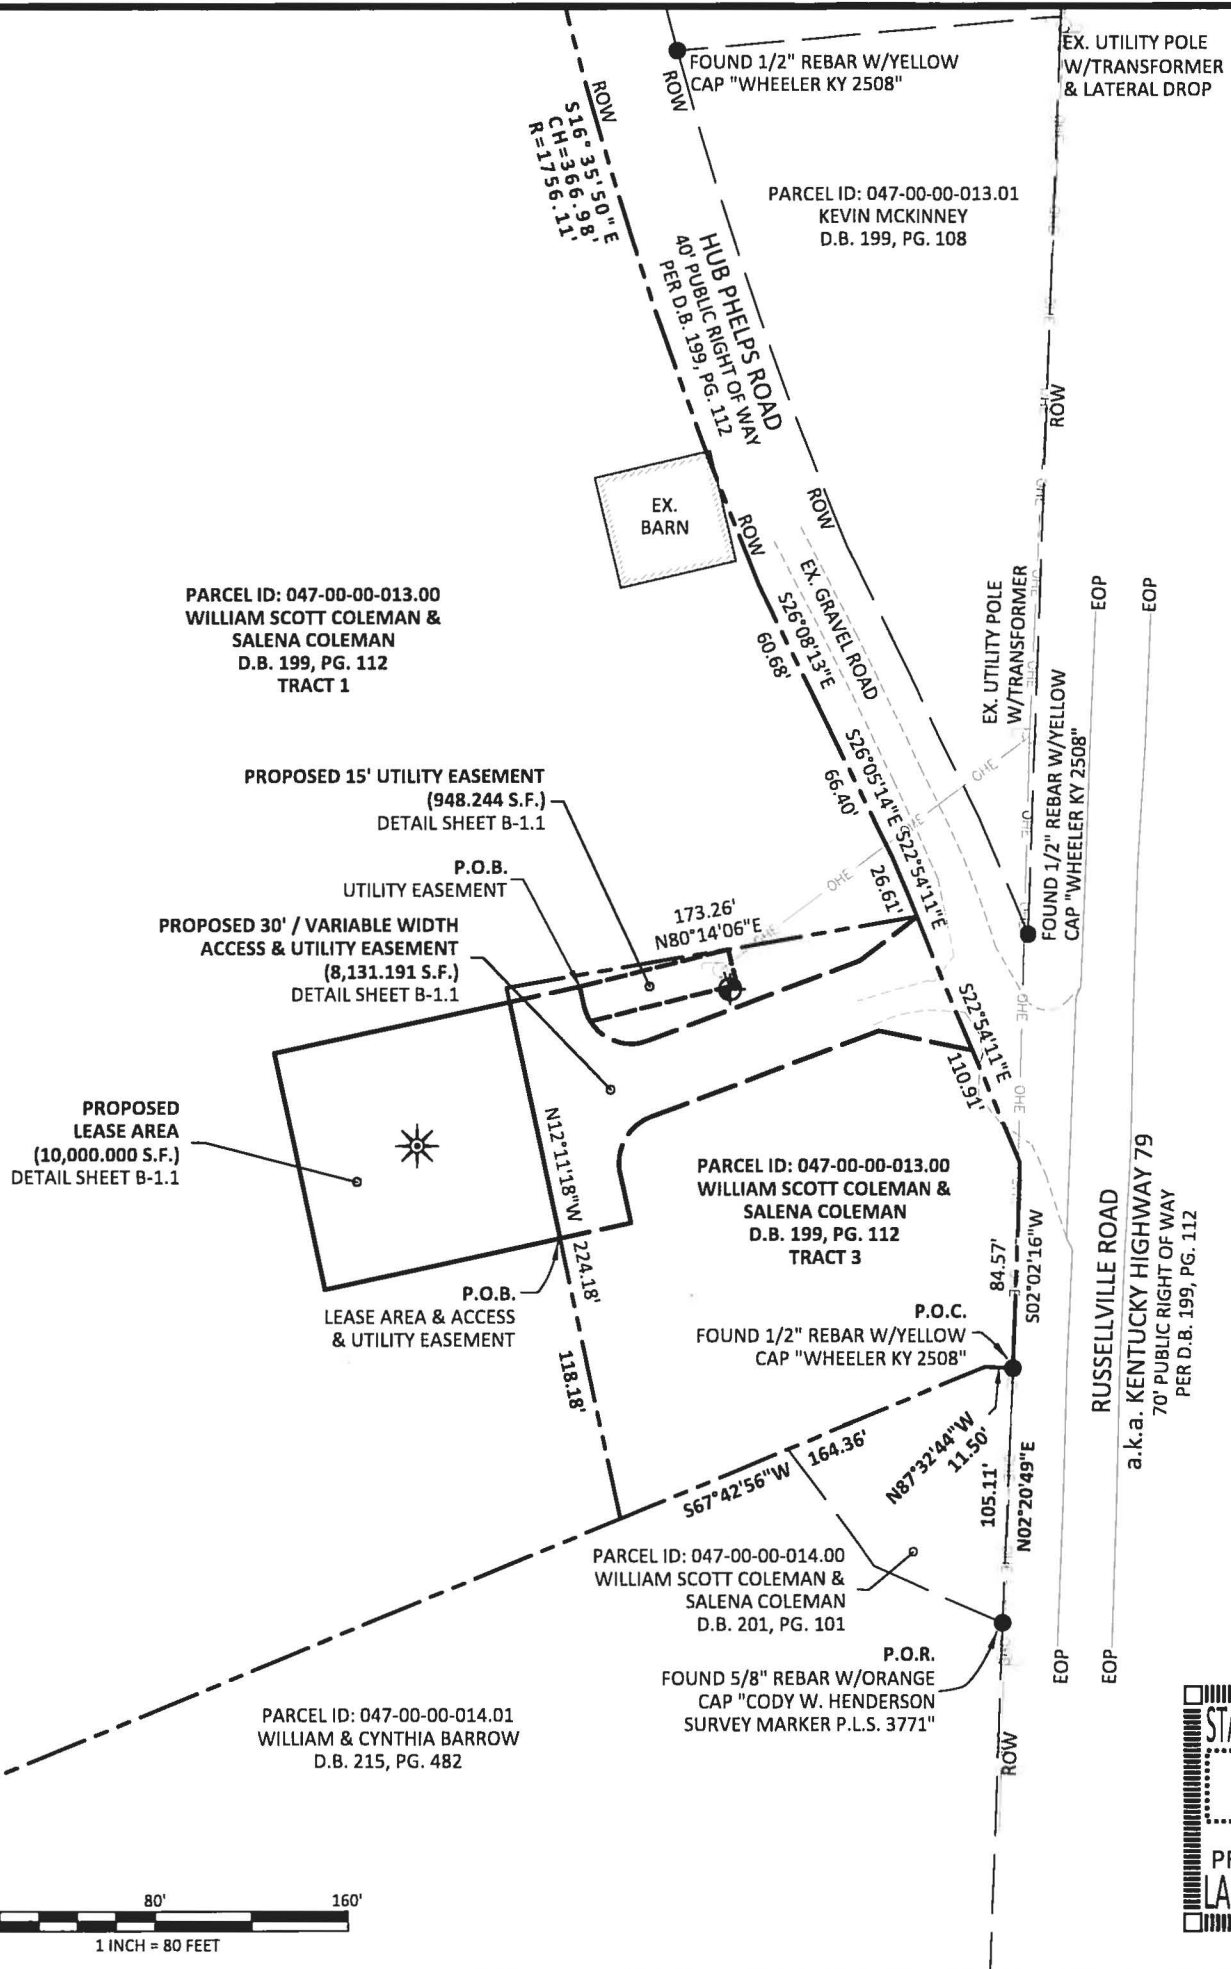 FOUND 1/2" REBAR W/YELLOW
CAP "WHEELER KY 2508"
EX. UTILITY POLE
W/TRANSFORMER
& LATERAL DROP
ROW
ROW
S16°35'50"E
CH=366.98'
R=1756.11'
PARCEL ID: 047-00-00-013.01
KEVIN MCKINNEY
D.B. 199, PG. 108
HUB PHELPS ROAD
40' PUBLIC RIGHT OF WAY
PER D.B. 199, PG. 112
OHE
ROW
OHE
EX.
BARN
ROW
ROW
EX. GRAVEL ROAD
S26°08'13"E
60.68'
PARCEL ID: 047-00-00-013.00
WILLIAM SCOTT COLEMAN &
SALENA COLEMAN
D.B. 199, PG. 112
TRACT 1
EX. UTILITY POLE
W/TRANSFORMER
OHE
OHE
EOP
EOP
FOUND 1/2" REBAR W/YELLOW
CAP "WHEELER KY 2508"
S26°05'14"E
66.40'
OHE
OHE
OHE
OHE
S22°54'11"E
26.61'
PROPOSED 15' UTILITY EASEMENT
(948.244 S.F.)
DETAIL SHEET B-1.1
P.O.B.
UTILITY EASEMENT
173.26'
N80°14'06"E
OHE
PROPOSED 30' / VARIABLE WIDTH
ACCESS & UTILITY EASEMENT
(8,131.191 S.F.)
DETAIL SHEET B-1.1
S22°54'11"E
110.91'
OHE
OHE
PROPOSED
LEASE AREA
(10,000.000 S.F.)
DETAIL SHEET B-1.1
N12°11'18"W
224.18'
PARCEL ID: 047-00-00-013.00
WILLIAM SCOTT COLEMAN &
SALENA COLEMAN
D.B. 199, PG. 112
TRACT 3
P.O.B.
LEASE AREA & ACCESS
& UTILITY EASEMENT
118.18'
84.57'
S02°02'16"W
RUSSELLVILLE ROAD
a.k.a. KENTUCKY HIGHWAY 79
70' PUBLIC RIGHT OF WAY
PER D.B. 199, PG. 112
P.O.C.
FOUND 1/2" REBAR W/YELLOW
CAP "WHEELER KY 2508"
S67°42'56"W
164.36'
N87°32'44"W
11.50'
105.11'
N02°20'49"E
PARCEL ID: 047-00-00-014.00
WILLIAM SCOTT COLEMAN &
SALENA COLEMAN
D.B. 201, PG. 101
P.O.R.
FOUND 5/8" REBAR W/ORANGE
CAP "CODY W. HENDERSON
SURVEY MARKER P.L.S. 3771"
EOP
EOP
ROW
PARCEL ID: 047-00-00-014.01
WILLIAM & CYNTHIA BARROW
D.B. 215, PG. 482
80'
160'
1 INCH = 80 FEET